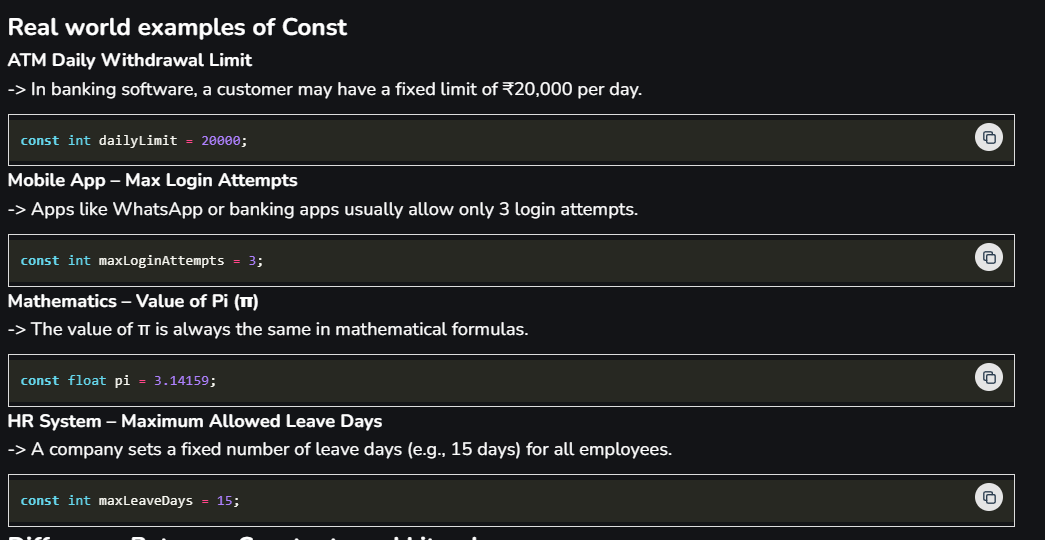 Real world examples of Const
ATM Daily Withdrawal Limit
-> In banking software, a customer may have a fixed limit of ₹20,000 per day.
const int dailyLimit = 20000;
Mobile App – Max Login Attempts
-> Apps like WhatsApp or banking apps usually allow only 3 login attempts.
const int maxLoginAttempts = 3;
Mathematics – Value of Pi (π)
-> The value of π is always the same in mathematical formulas.
const float pi = 3.14159;
HR System – Maximum Allowed Leave Days
-> A company sets a fixed number of leave days (e.g., 15 days) for all employees.
const int maxLeaveDays = 15;